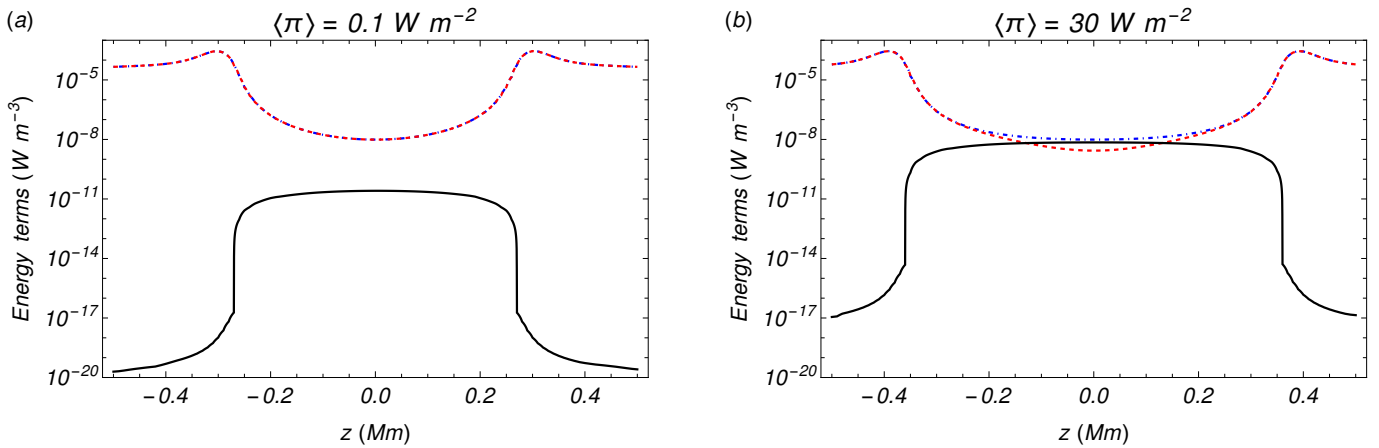 (a) ⟨π⟩ = 0.1 W m⁻²
Energy terms (W m⁻³)
10⁻⁵
10⁻⁸
10⁻¹¹
10⁻¹⁴
10⁻¹⁷
10⁻²⁰
−0.4 −0.2 0.0 0.2 0.4
z (Mm)
(b) ⟨π⟩ = 30 W m⁻²
Energy terms (W m⁻³)
10⁻⁵
10⁻⁸
10⁻¹¹
10⁻¹⁴
10⁻¹⁷
10⁻²⁰
−0.4 −0.2 0.0 0.2 0.4
z (Mm)